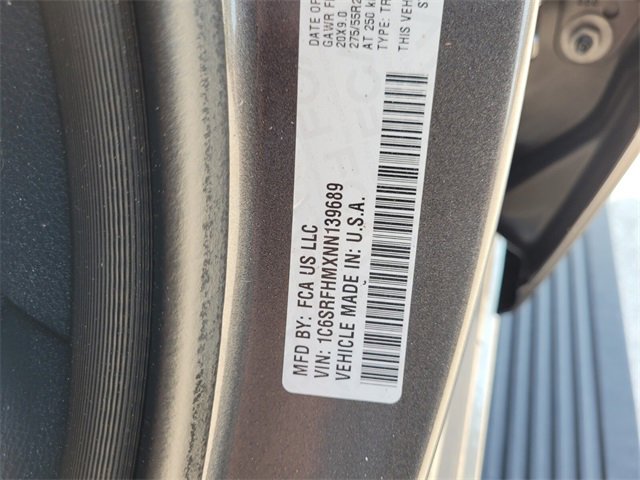 DATE OF
GAWR F
20X9.0
275/55R2
AT 250 k
TYPE: TR
THIS VEH
S
MFD BY: FCA US LLC
VIN: 1C6SRFHMXNN139689
VEHICLE MADE IN: U.S.A.